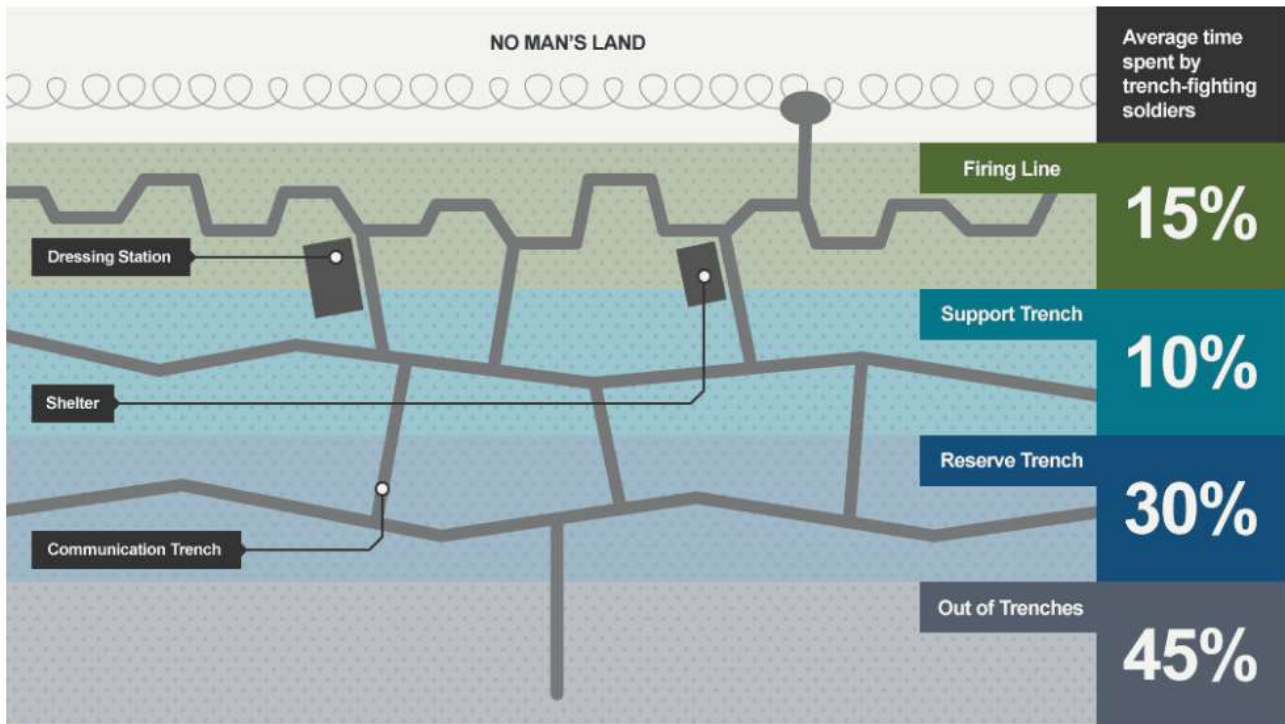 NO MAN'S LAND
Average time
spent by
trench-fighting
soldiers
Firing Line
15%
Dressing Station
Support Trench
10%
Shelter
Reserve Trench
30%
Communication Trench
Out of Trenches
45%